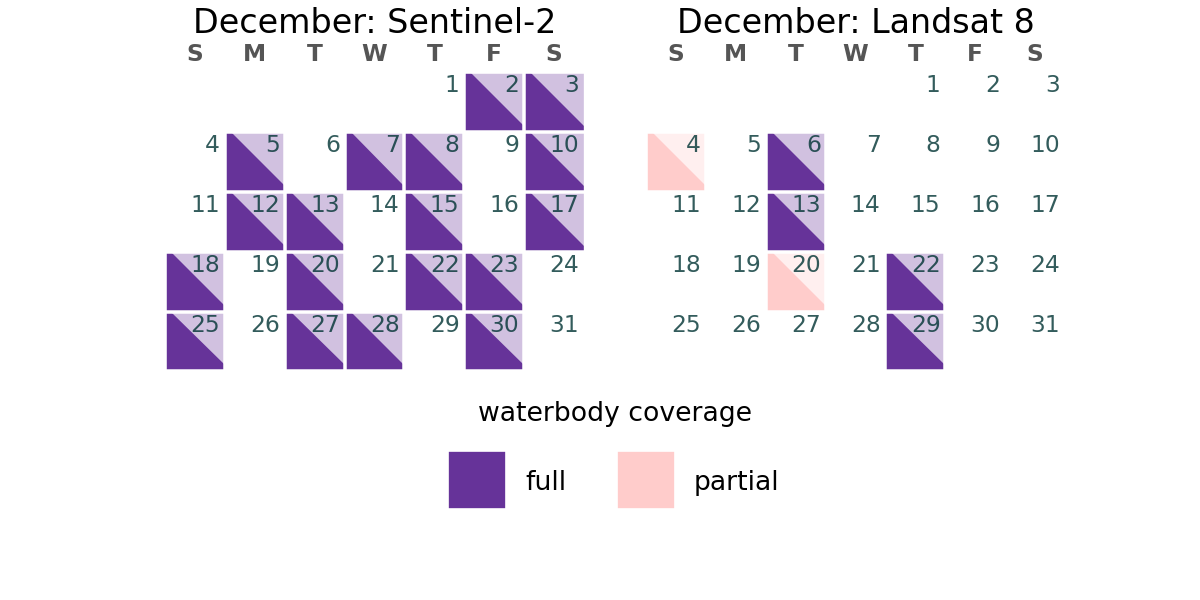 December: Sentinel-2
S M T W T F S
1 2 3
4 5 6 7 8 9 10
11 12 13 14 15 16 17
18 19 20 21 22 23 24
25 26 27 28 29 30 31
December: Landsat 8
S M T W T F S
1 2 3
4 5 6 7 8 9 10
11 12 13 14 15 16 17
18 19 20 21 22 23 24
25 26 27 28 29 30 31
waterbody coverage
full partial